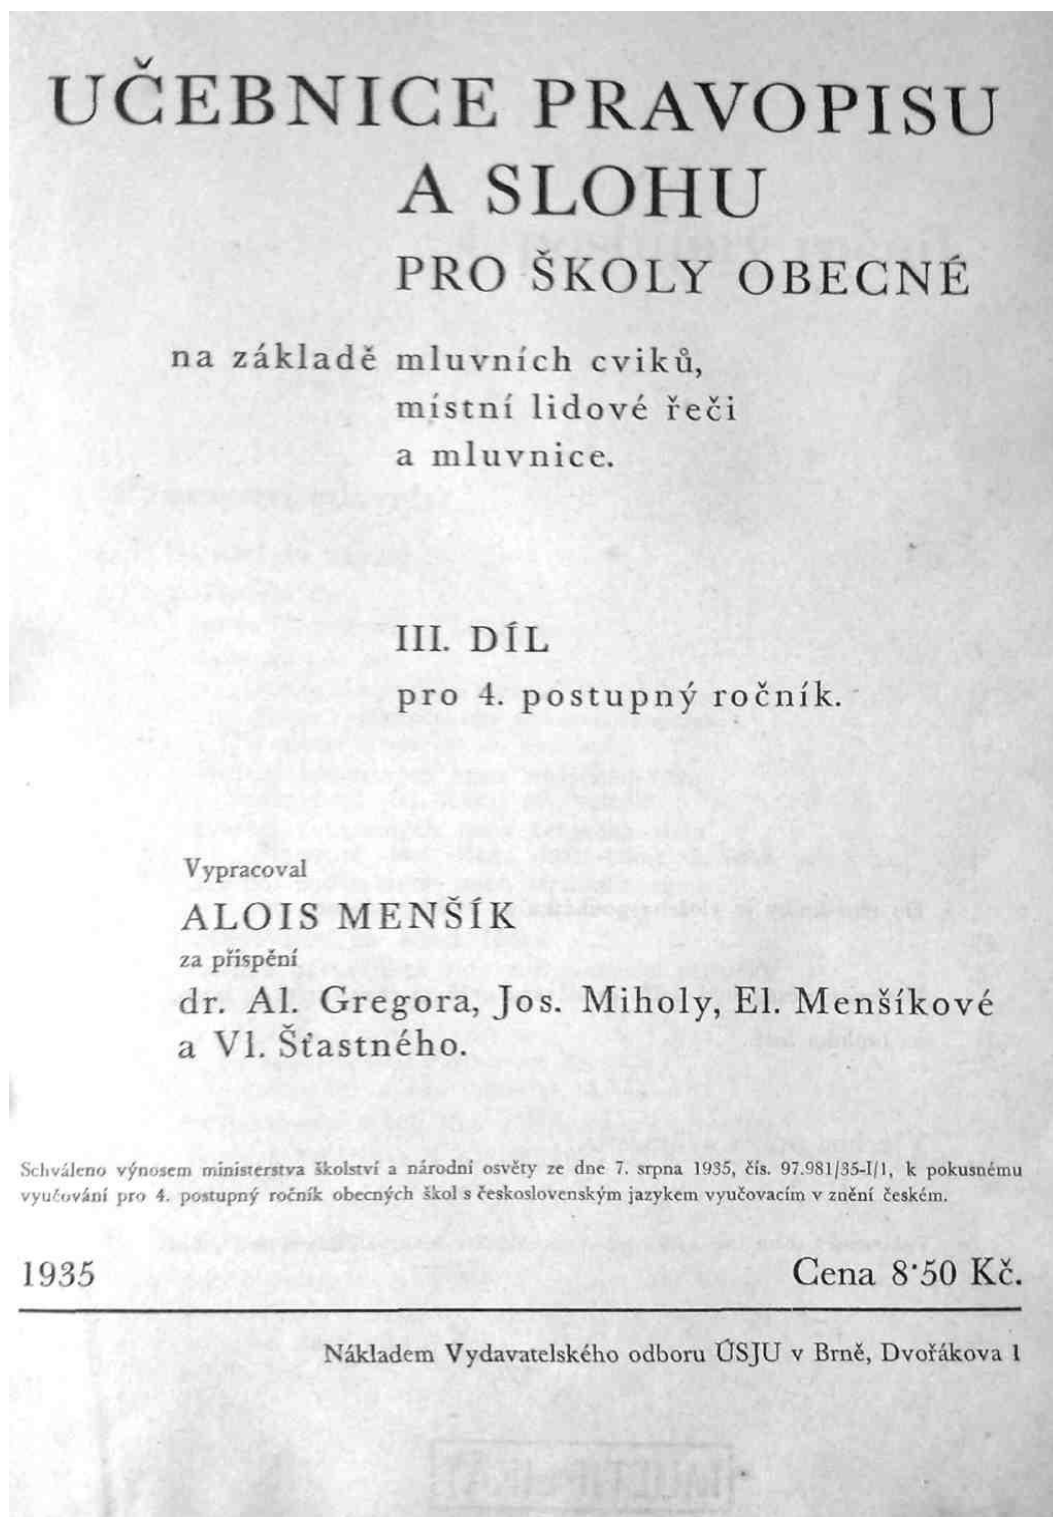 UČEBNICE PRAVOPISU
A SLOHU
PRO ŠKOLY OBECNÉ
na základě mluvních cviků,
místní lidové řeči
a mluvnice.
III. DÍL
pro 4. postupný ročník.
Vypracoval
ALOIS MENŠÍK
za přispění
dr. Al. Gregora, Jos. Miholy, El. Menšíkové
a Vl. Šťastného.
Schváleno výnosem ministerstva školství a národní osvěty ze dne 7. srpna 1935, čís. 97.981/35-I/1, k pokusnému
vyučování pro 4. postupný ročník obecných škol s československým jazykem vyučovacím v znění českém.
1935 Cena 8·50 Kč.
Nákladem Vydavatelského odboru ÚSJU v Brně, Dvořákova 1